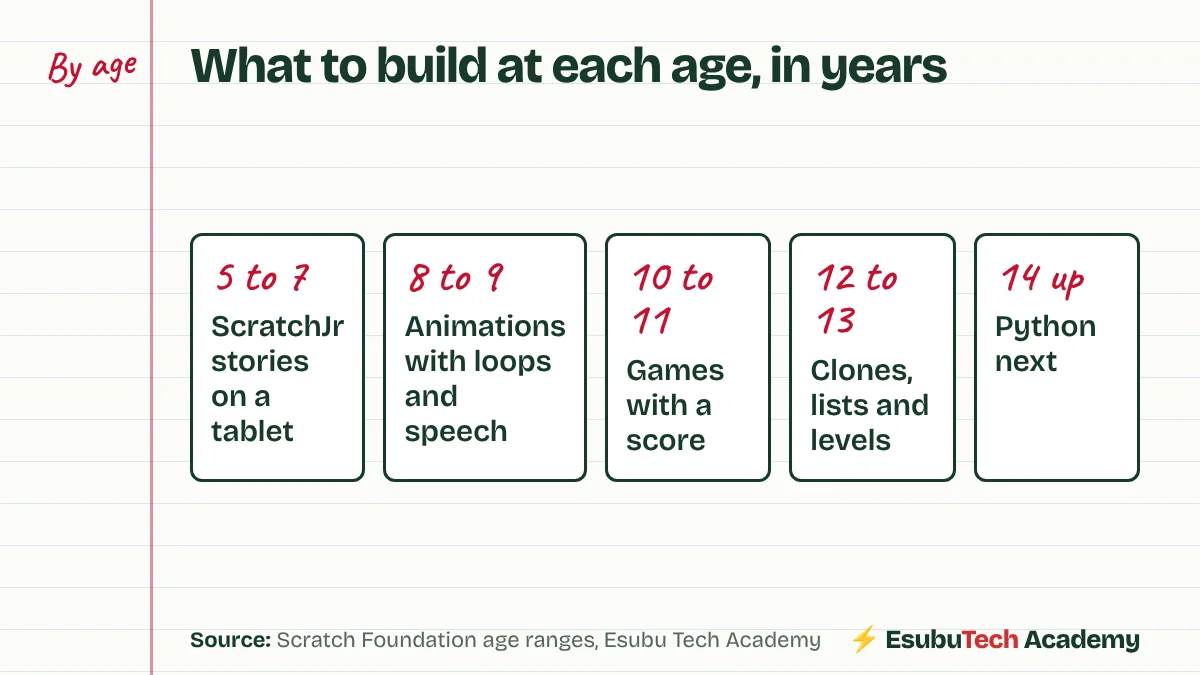 By age
What to build at each age, in years
5 to 7
ScratchJr
stories
on a
tablet
8 to 9
Animations
with loops
and
speech
10 to
11
Games
with a
score
12 to
13
Clones,
lists and
levels
14 up
Python
next
Source: Scratch Foundation age ranges, Esubu Tech Academy
⚡ EsubuTech Academy